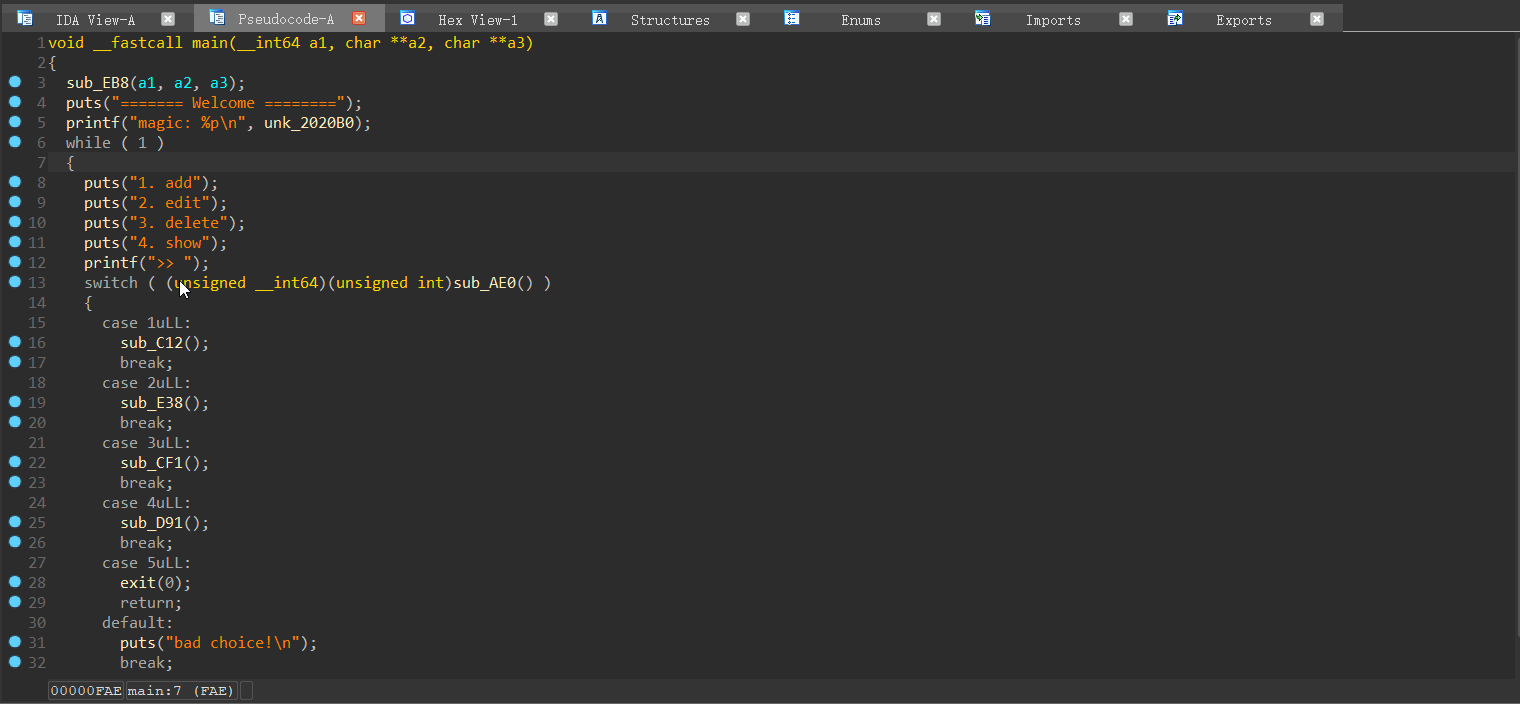 IDA View-A Pseudocode-A Hex View-1 Structures Enums Imports Exports
1 void __fastcall main(__int64 a1, char **a2, char **a3)
2 {
3 sub_EB8(a1, a2, a3);
4 puts("======= Welcome ========");
5 printf("magic: %p\n", unk_2020B0);
6 while ( 1 )
7 {
8 puts("1. add");
9 puts("2. edit");
10 puts("3. delete");
11 puts("4. show");
12 printf(">> ");
13 switch ( (unsigned __int64)(unsigned int)sub_AE0() )
14 {
15 case 1uLL:
16 sub_C12();
17 break;
18 case 2uLL:
19 sub_E38();
20 break;
21 case 3uLL:
22 sub_CF1();
23 break;
24 case 4uLL:
25 sub_D91();
26 break;
27 case 5uLL:
28 exit(0);
29 return;
30 default:
31 puts("bad choice!\n");
32 break;
00000FAE main:7 (FAE)